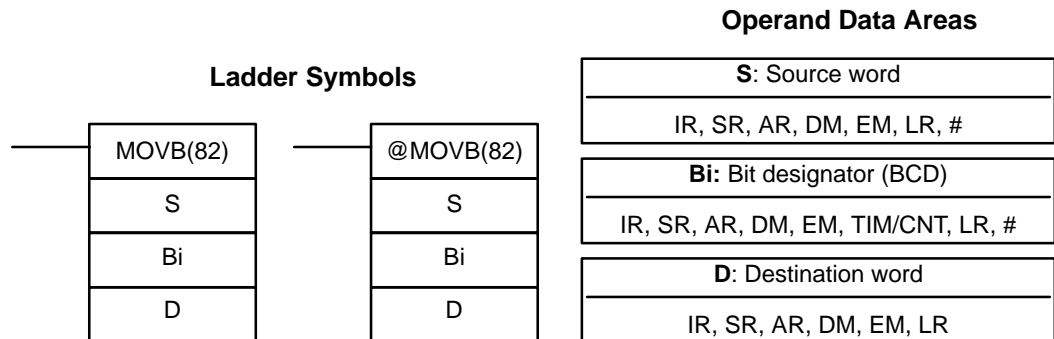 Operand Data Areas
Ladder Symbols
S: Source word
IR, SR, AR, DM, EM, LR, #
MOVB(82)
@MOVB(82)
Bi: Bit designator (BCD)
S
S
IR, SR, AR, DM, EM, TIM/CNT, LR, #
Bi
Bi
D: Destination word
D
D
IR, SR, AR, DM, EM, LR